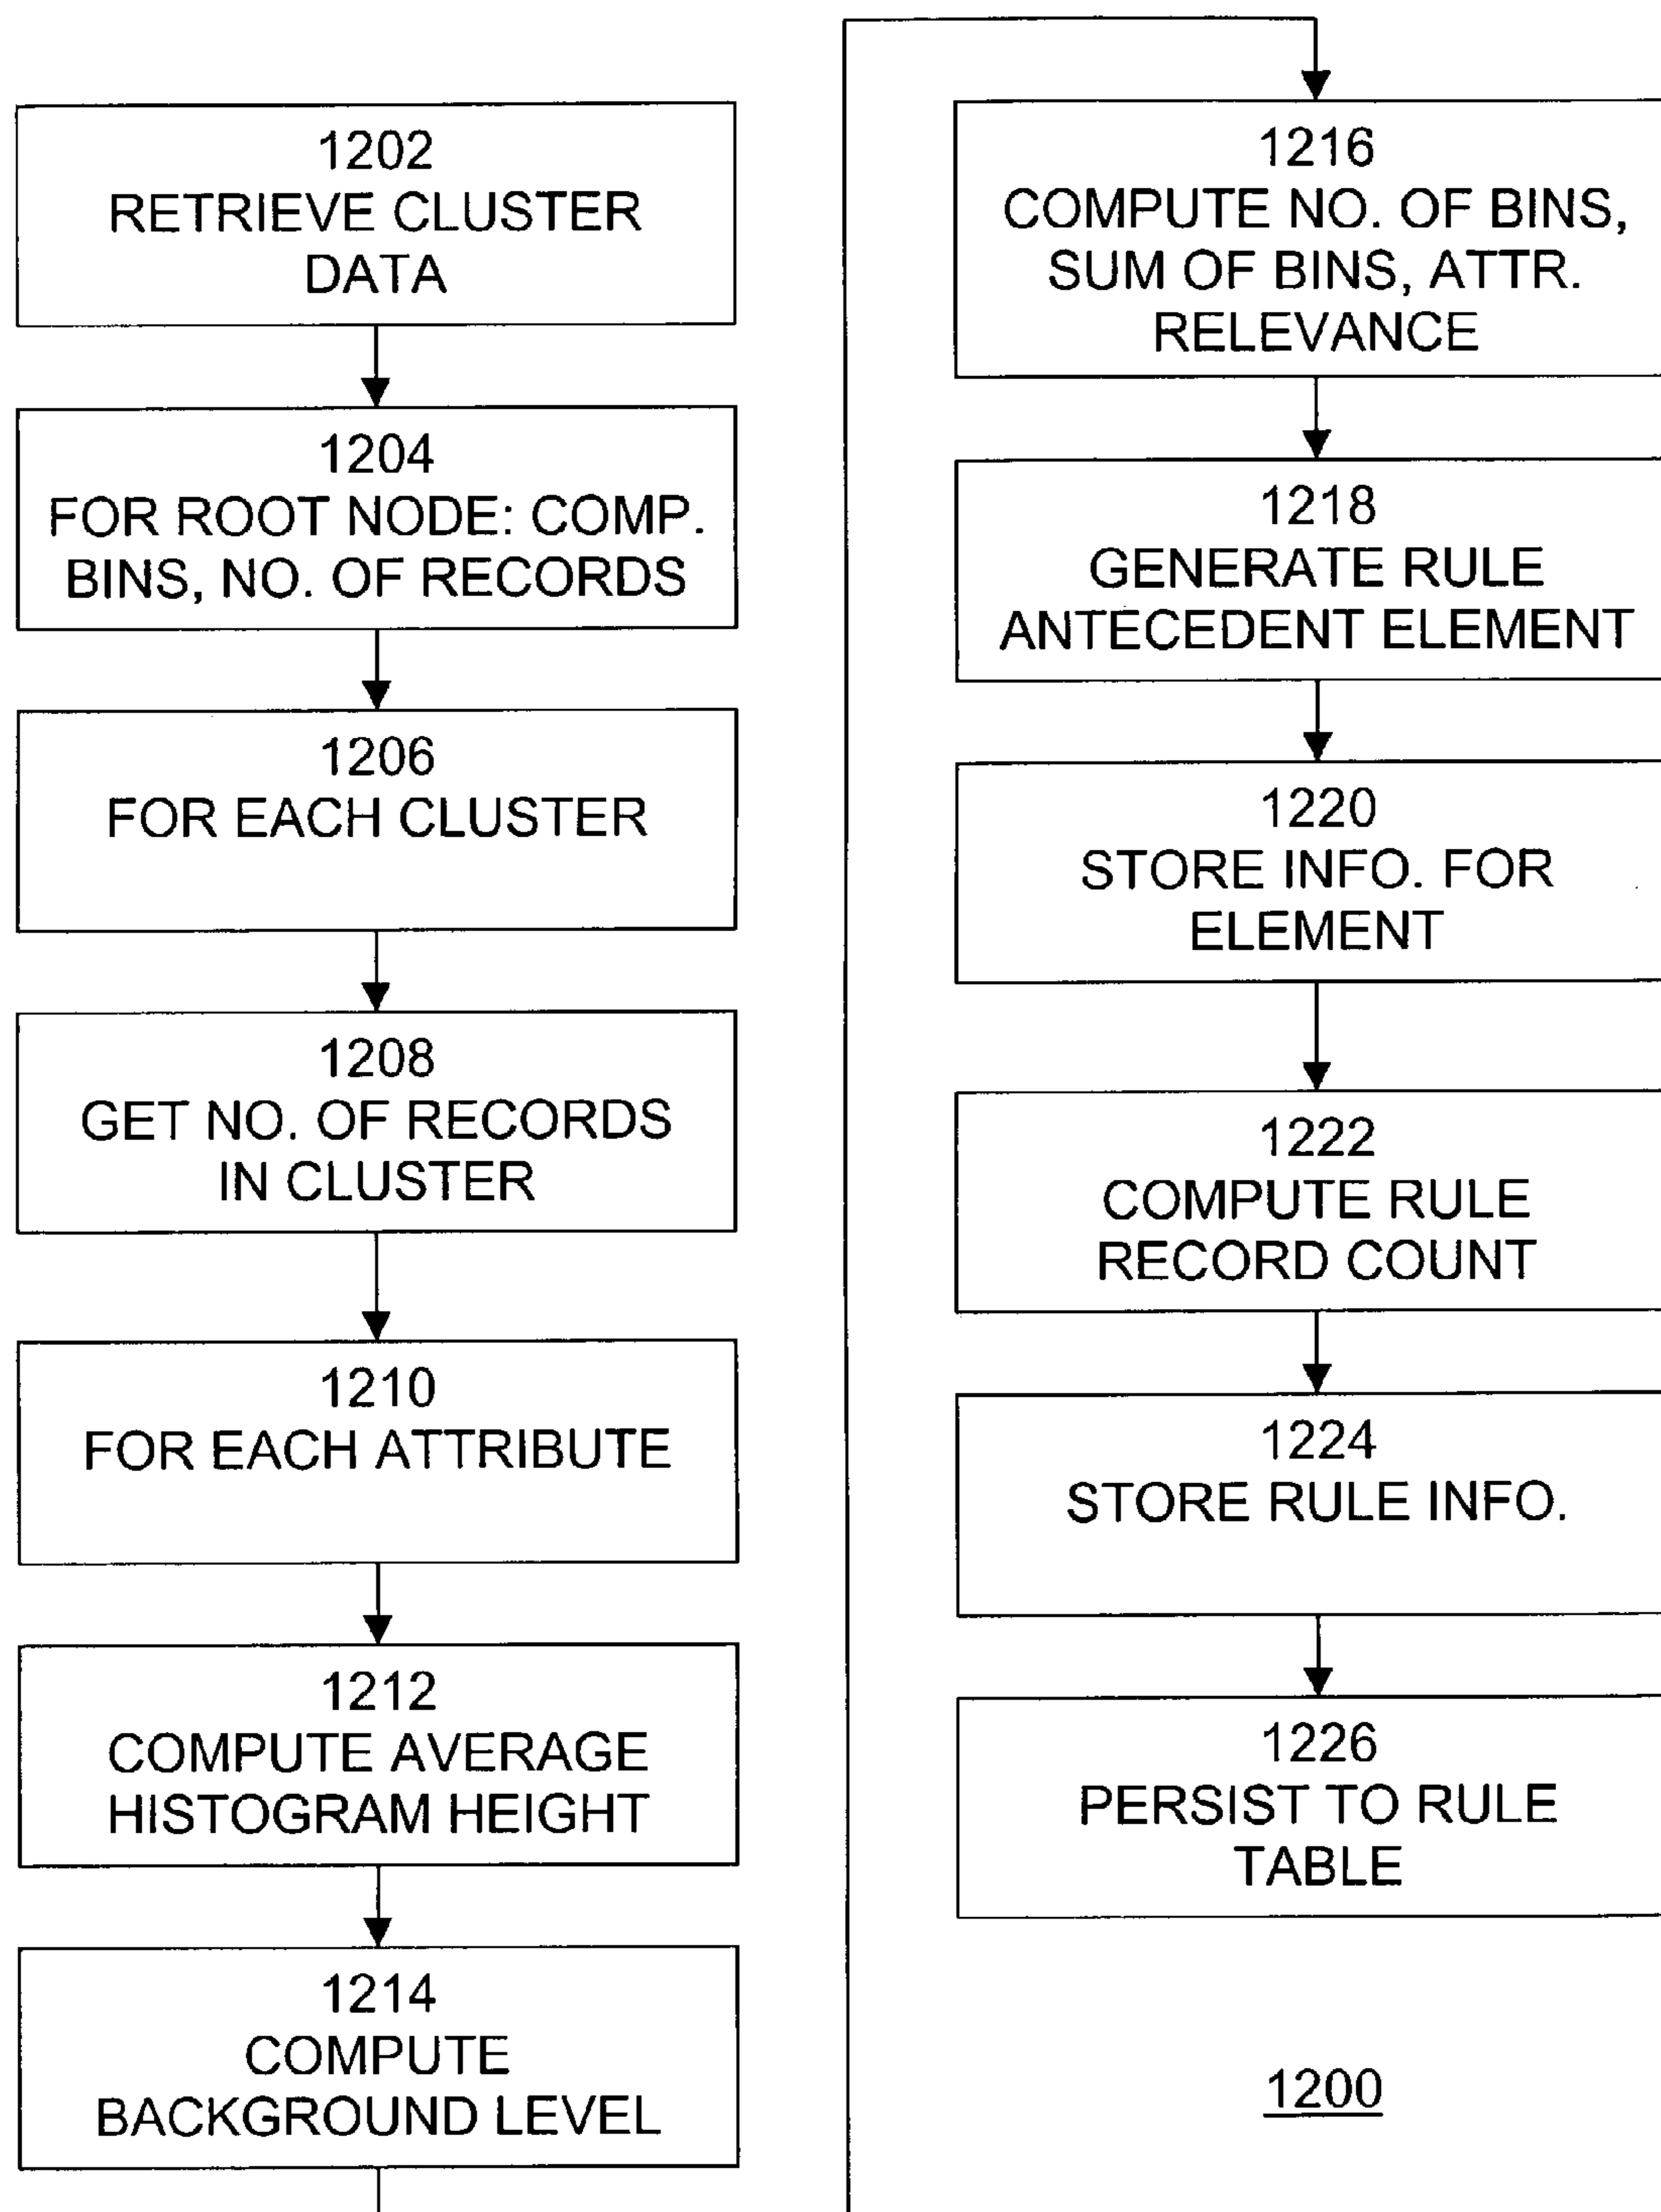 1202
RETRIEVE CLUSTER
DATA
1204
FOR ROOT NODE: COMP.
BINS, NO. OF RECORDS
1206
FOR EACH CLUSTER
1208
GET NO. OF RECORDS
IN CLUSTER
1210
FOR EACH ATTRIBUTE
1212
COMPUTE AVERAGE
HISTOGRAM HEIGHT
1214
COMPUTE
BACKGROUND LEVEL
1216
COMPUTE NO. OF BINS,
SUM OF BINS, ATTR.
RELEVANCE
1218
GENERATE RULE
ANTECEDENT ELEMENT
1220
STORE INFO. FOR
ELEMENT
1222
COMPUTE RULE
RECORD COUNT
1224
STORE RULE INFO.
1226
PERSIST TO RULE
TABLE
1200